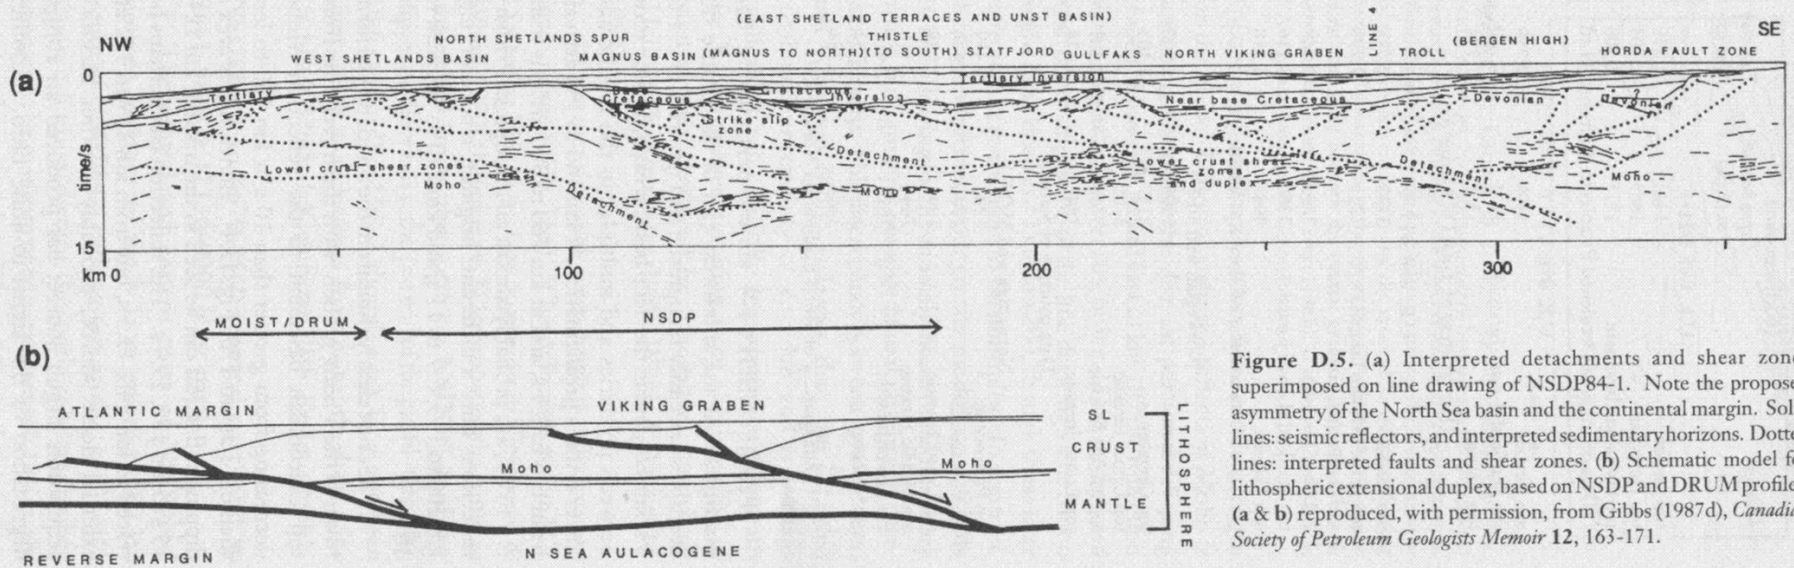 (EAST SHETLAND TERRACES AND UNST BASIN)
NW
NORTH SHETLANDS SPUR
THISTLE
LINE 4
(BERGEN HIGH)
SE
WEST SHETLANDS BASIN
MAGNUS BASIN
(MAGNUS TO NORTH)(TO SOUTH) STATFJORD
GULLFAKS
NORTH VIKING GRABEN
TROLL
HORDA FAULT ZONE
(a)
0
Tertiary inversion
Tertiary
Base
Cretaceous
Cretaceous
Inversion
Near base Cretaceous
Devonian
?
Devonian
Strike slip
zone
time/s
Detachment
Lower crust shear zones
Moho
Detachment
Moho
Lower crust shear
zones
and duplex
Detachment
Moho
15
km 0
100
200
300
MOIST/DRUM
NSDP
(b)
ATLANTIC MARGIN
VIKING GRABEN
SL
CRUST
Moho
Moho
MANTLE
LITHOSPHERE
REVERSE MARGIN
N SEA AULACOGENE
Figure D.5. (a) Interpreted detachments and shear zone
superimposed on line drawing of NSDP84-1. Note the propose
asymmetry of the North Sea basin and the continental margin. Soli
lines: seismic reflectors, and interpreted sedimentary horizons. Dotte
lines: interpreted faults and shear zones. (b) Schematic model fo
lithospheric extensional duplex, based on NSDP and DRUM profile
(a & b) reproduced, with permission, from Gibbs (1987d), Canadia
Society of Petroleum Geologists Memoir 12, 163-171.